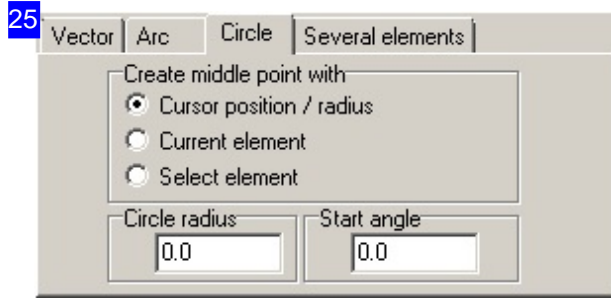 25
Vector Arc Circle Several elements
Create middle point with
Cursor position / radius
Current element
Select element
Circle radius Start angle
0.0 0.0